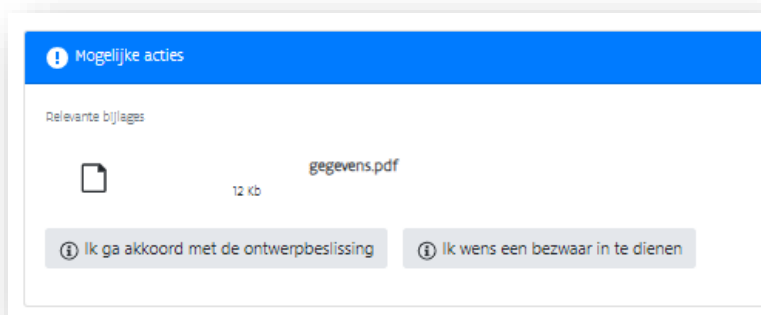 Mogelijke acties
Relevante bijlages
gegevens.pdf
12 Kb
Ik ga akkoord met de ontwerpbeslissing
Ik wens een bezwaar in te dienen